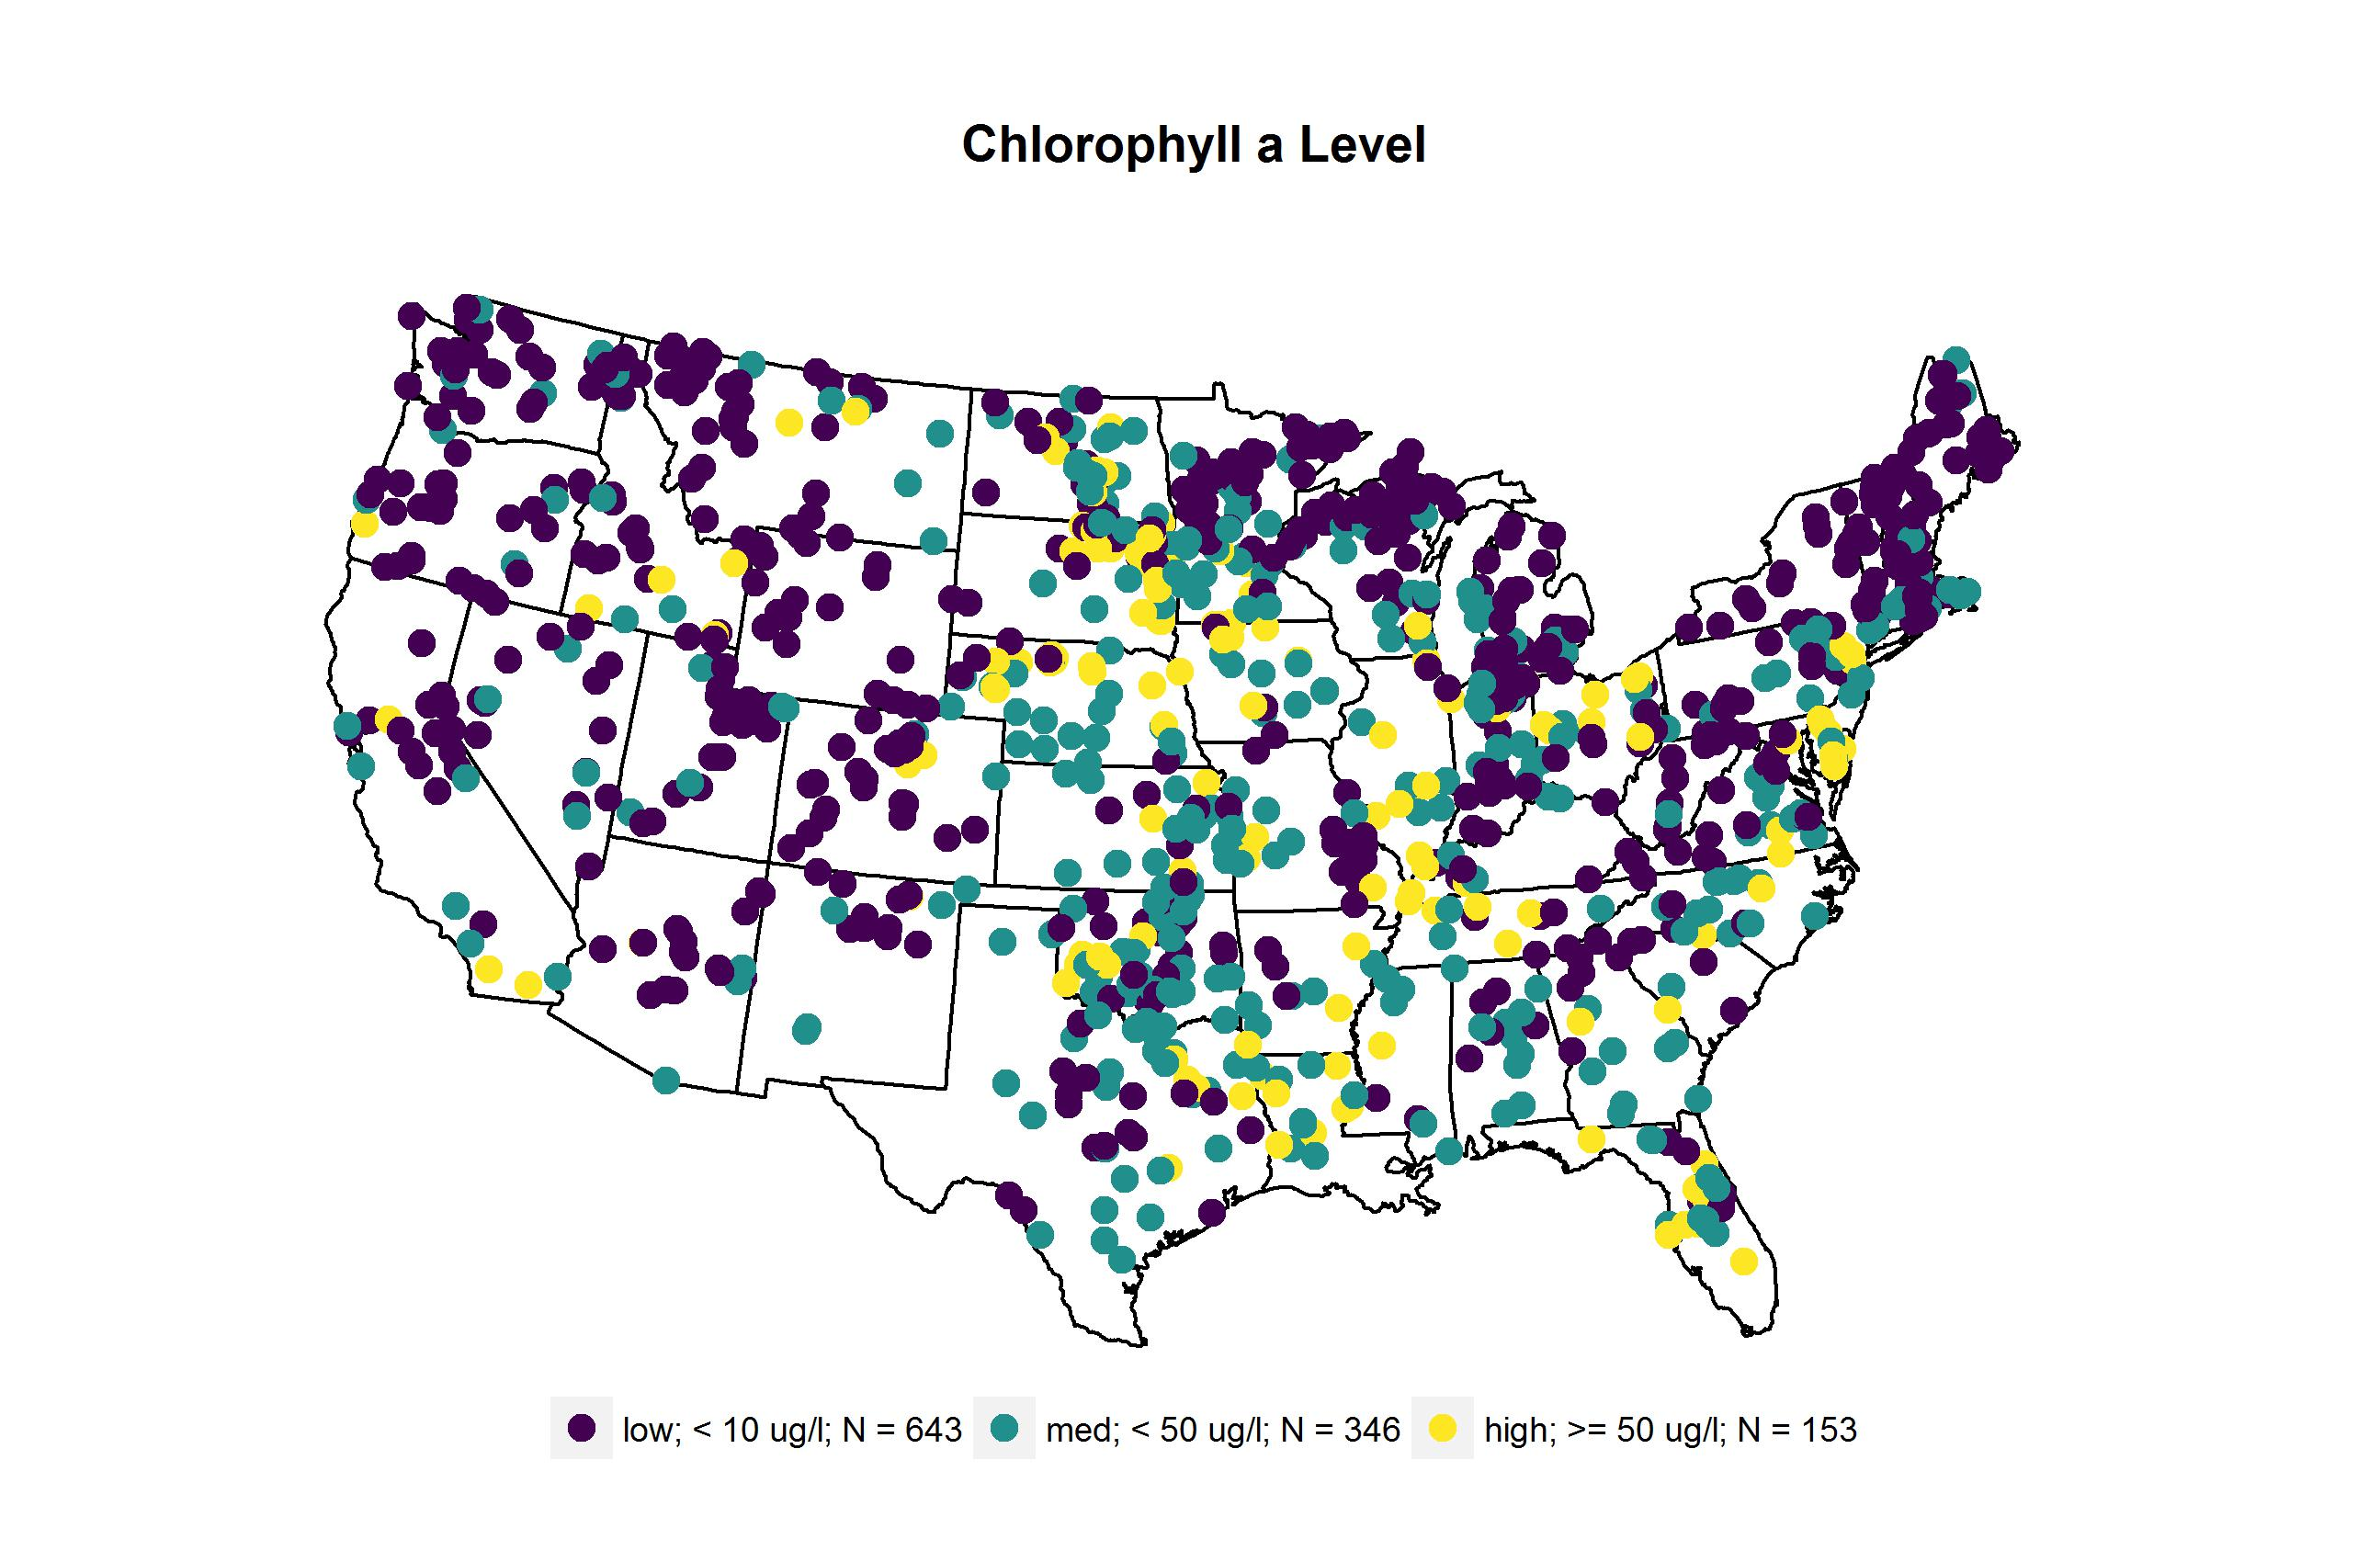 Chlorophyll a Level
low; < 10 ug/l; N = 643 med; < 50 ug/l; N = 346 high; >= 50 ug/l; N = 153